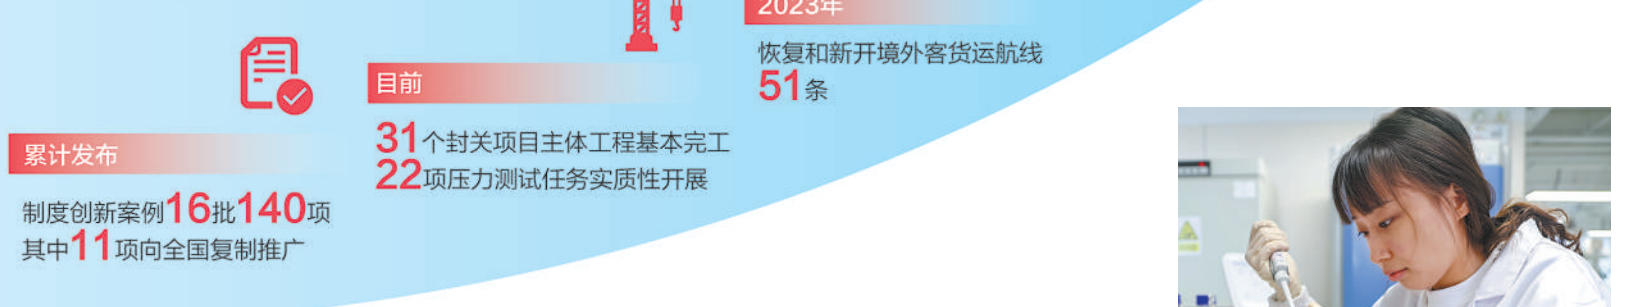 累计发布
制度创新案例16批140项
其中11项向全国复制推广
目前
31个封关项目主体工程基本完工
22项压力测试任务实质性开展
2023年
恢复和新开境外客货运航线
51条